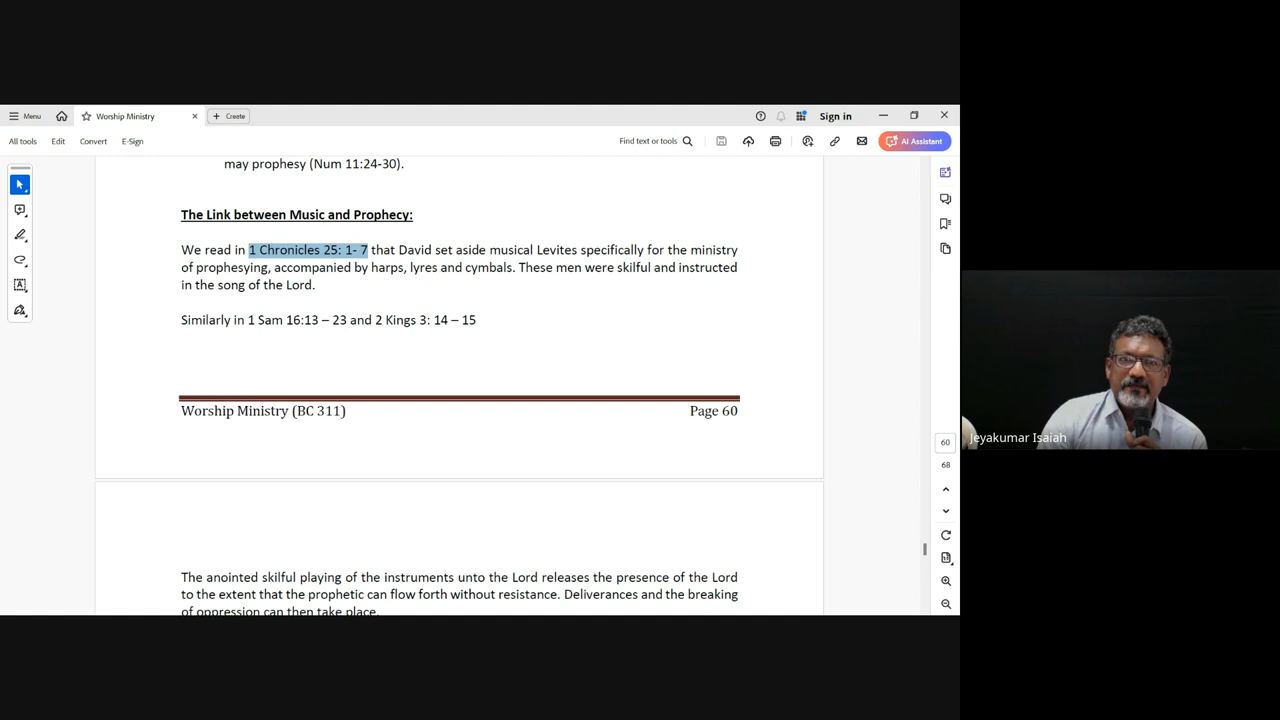 Menu
Worship Ministry
Create
Sign in
All tools
Edit
Convert
E-Sign
Find text or tools
AI Assistant
may prophesy (Num 11:24-30).
The Link between Music and Prophecy:
We read in 1 Chronicles 25: 1- 7 that David set aside musical Levites specifically for the ministry
of prophesying, accompanied by harps, lyres and cymbals. These men were skilful and instructed
in the song of the Lord.
Similarly in 1 Sam 16:13 – 23 and 2 Kings 3: 14 – 15
Worship Ministry (BC 311)
Page 60
The anointed skilful playing of the instruments unto the Lord releases the presence of the Lord
to the extent that the prophetic can flow forth without resistance. Deliverances and the breaking
of oppression can then take place.
60
68
Jeyakumar Isaiah